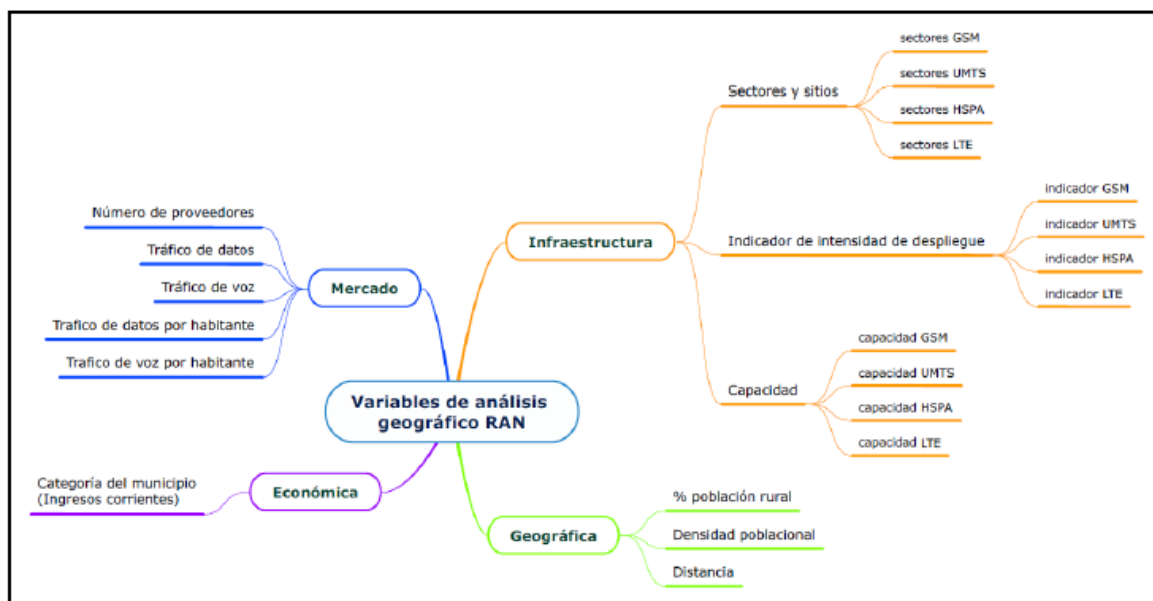 Variables de análisis
geográfico RAN
Infraestructura
Sectores y sitios
sectores GSM
sectores UMTS
sectores HSPA
sectores LTE
Indicador de intensidad de despliegue
indicador GSM
indicador UMTS
indicador HSPA
indicador LTE
Capacidad
capacidad GSM
capacidad UMTS
capacidad HSPA
capacidad LTE
Mercado
Número de proveedores
Tráfico de datos
Tráfico de voz
Trafico de datos por habitante
Trafico de voz por habitante
Económica
Categoría del municipio
(Ingresos corrientes)
Geográfica
% población rural
Densidad poblacional
Distancia